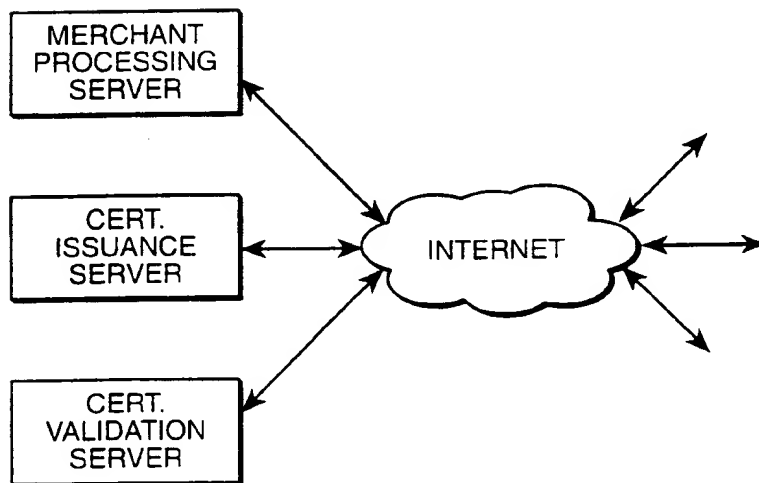 MERCHANT
PROCESSING
SERVER
CERT.
ISSUANCE
SERVER
INTERNET
CERT.
VALIDATION
SERVER